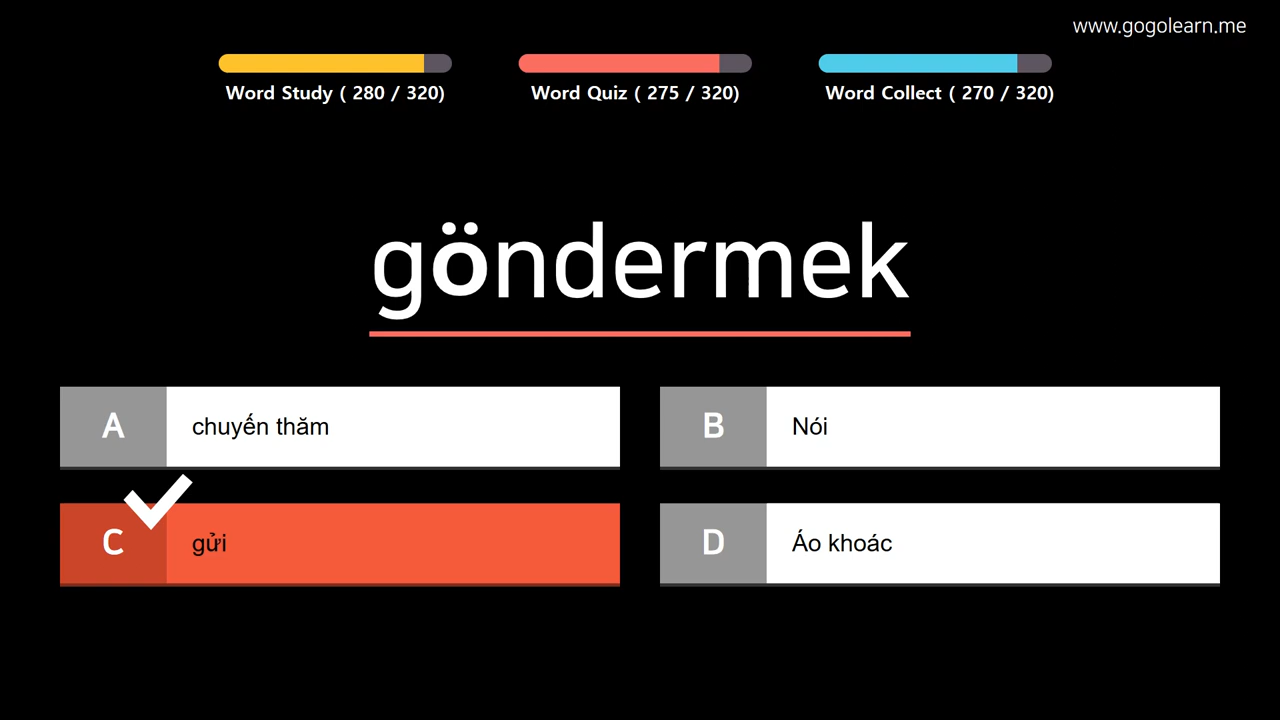 www.gogolearn.me
Word Study ( 280 / 320)
Word Quiz ( 275 / 320)
Word Collect ( 270 / 320)
göndermek
A
chuyến thăm
B
Nói
C
gửi
D
Áo khoác